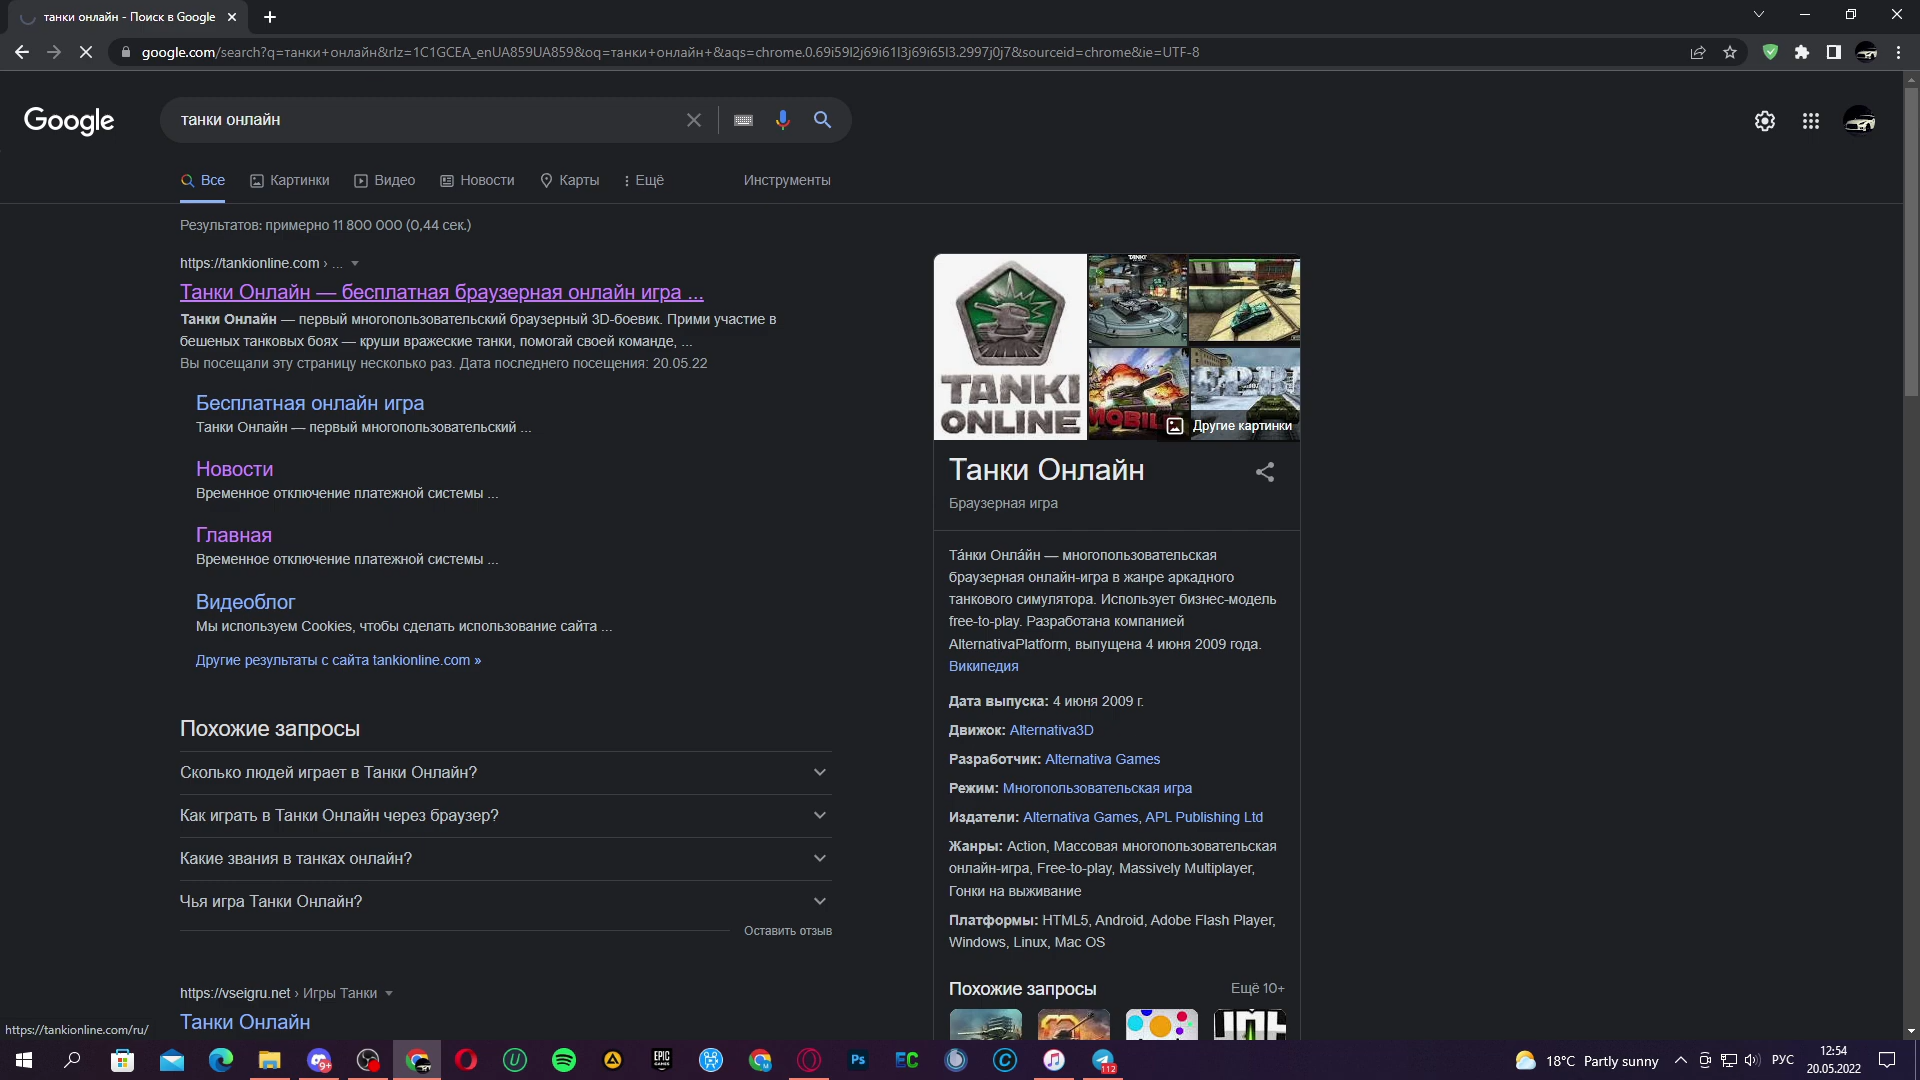 танки онлайн - Поиск в Google
google.com/search?q=танки+онлайн&rlz=1C1GCEA_enUA859UA859&oq=танки+онлайн+&aqs=chrome.0.69i59l2j69i61l3j69i65l3.2997j0j7&sourceid=chrome&ie=UTF-8
Google
танки онлайн
Все
Картинки
Видео
Новости
Карты
Ещё
Инструменты
Результатов: примерно 11 800 000 (0,44 сек.)
https://tankionline.com › ...
Танки Онлайн — бесплатная браузерная онлайн игра ...
Танки Онлайн — первый многопользовательский браузерный 3D-боевик. Прими участие в
бешеных танковых боях — круши вражеские танки, помогай своей команде, ...
Вы посещали эту страницу несколько раз. Дата последнего посещения: 20.05.22
Бесплатная онлайн игра
Танки Онлайн — первый многопользовательский ...
Новости
Временное отключение платежной системы ...
Главная
Временное отключение платежной системы ...
Видеоблог
Мы используем Cookies, чтобы сделать использование сайта ...
Другие результаты с сайта tankionline.com »
Похожие запросы
Сколько людей играет в Танки Онлайн?
Как играть в Танки Онлайн через браузер?
Какие звания в танках онлайн?
Чья игра Танки Онлайн?
Оставить отзыв
https://vseigru.net › Игры Танки
Танки Онлайн
https://tankionline.com/ru/
TANKI
ONLINE
TANKI
MOBIL
Другие картинки
Танки Онлайн
Браузерная игра
Та́нки Онла́йн — многопользовательская
браузерная онлайн-игра в жанре аркадного
танкового симулятора. Использует бизнес-модель
free-to-play. Разработана компанией
AlternativaPlatform, выпущена 4 июня 2009 года.
Википедия
Дата выпуска: 4 июня 2009 г.
Движок: Alternativa3D
Разработчик: Alternativa Games
Режим: Многопользовательская игра
Издатели: Alternativa Games, APL Publishing Ltd
Жанры: Action, Массовая многопользовательская
онлайн-игра, Free-to-play, Massively Multiplayer,
Гонки на выживание
Платформы: HTML5, Android, Adobe Flash Player,
Windows, Linux, Mac OS
Похожие запросы
Ещё 10+
9+
EPIC
GAMES
M
Ps
EC
112
18°C Partly sunny
РУС
12:54
20.05.2022